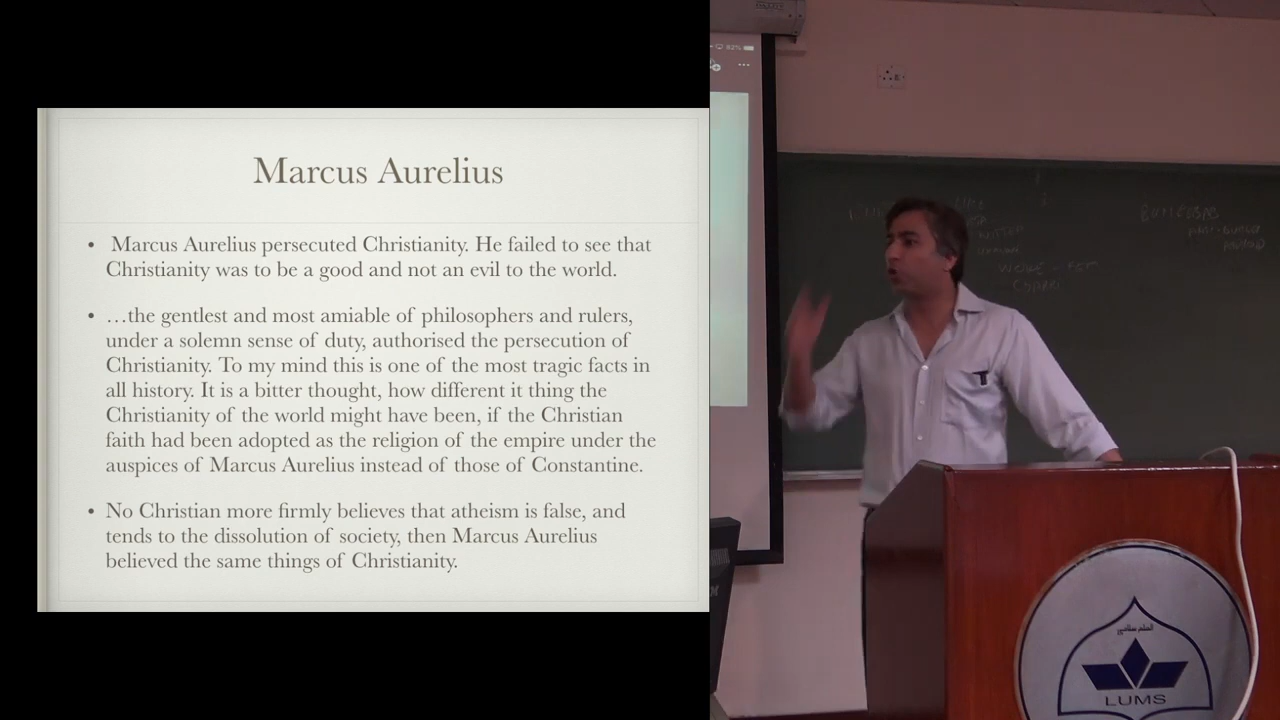 Marcus Aurelius
• Marcus Aurelius persecuted Christianity. He failed to see that
Christianity was to be a good and not an evil to the world.
• …the gentlest and most amiable of philosophers and rulers,
under a solemn sense of duty, authorised the persecution of
Christianity. To my mind this is one of the most tragic facts in
all history. It is a bitter thought, how different it thing the
Christianity of the world might have been, if the Christian
faith had been adopted as the religion of the empire under the
auspices of Marcus Aurelius instead of those of Constantine.
• No Christian more firmly believes that atheism is false, and
tends to the dissolution of society, then Marcus Aurelius
believed the same things of Christianity.
82%
LUMS